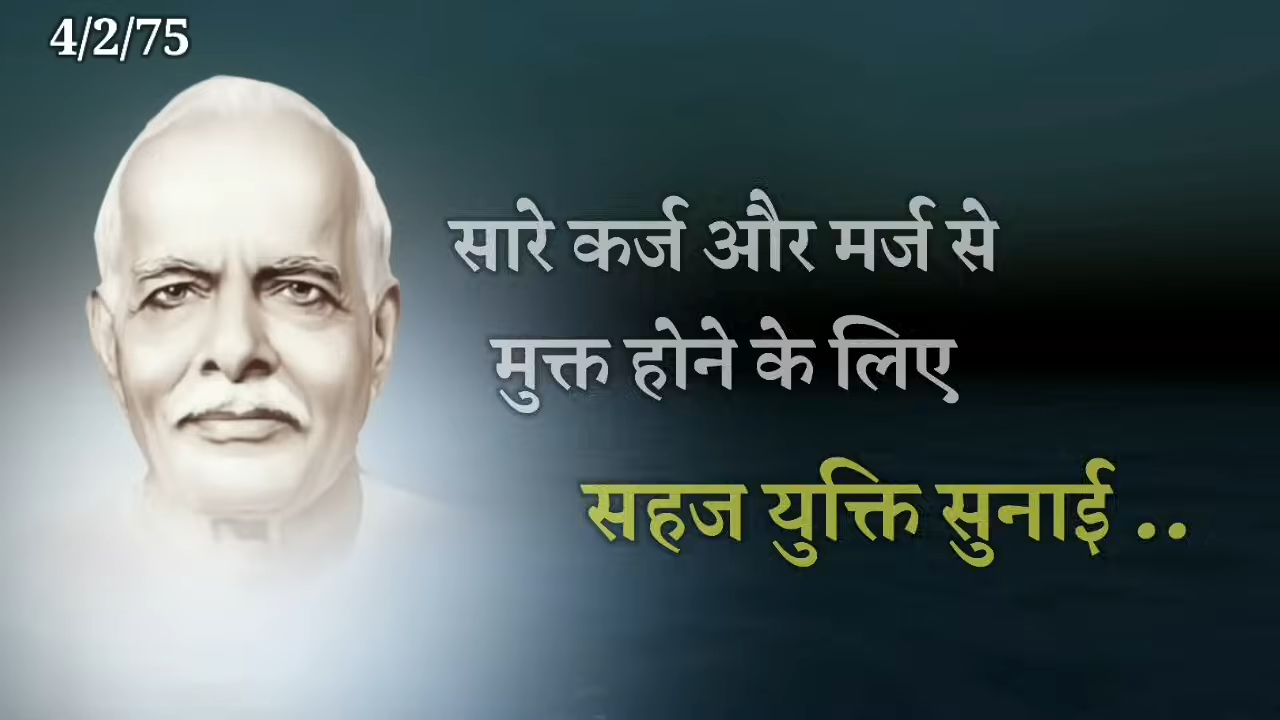 4/2/75
सारे कर्ज और मर्ज से
मुक्त होने के लिए
सहज युक्ति सुनाई ..